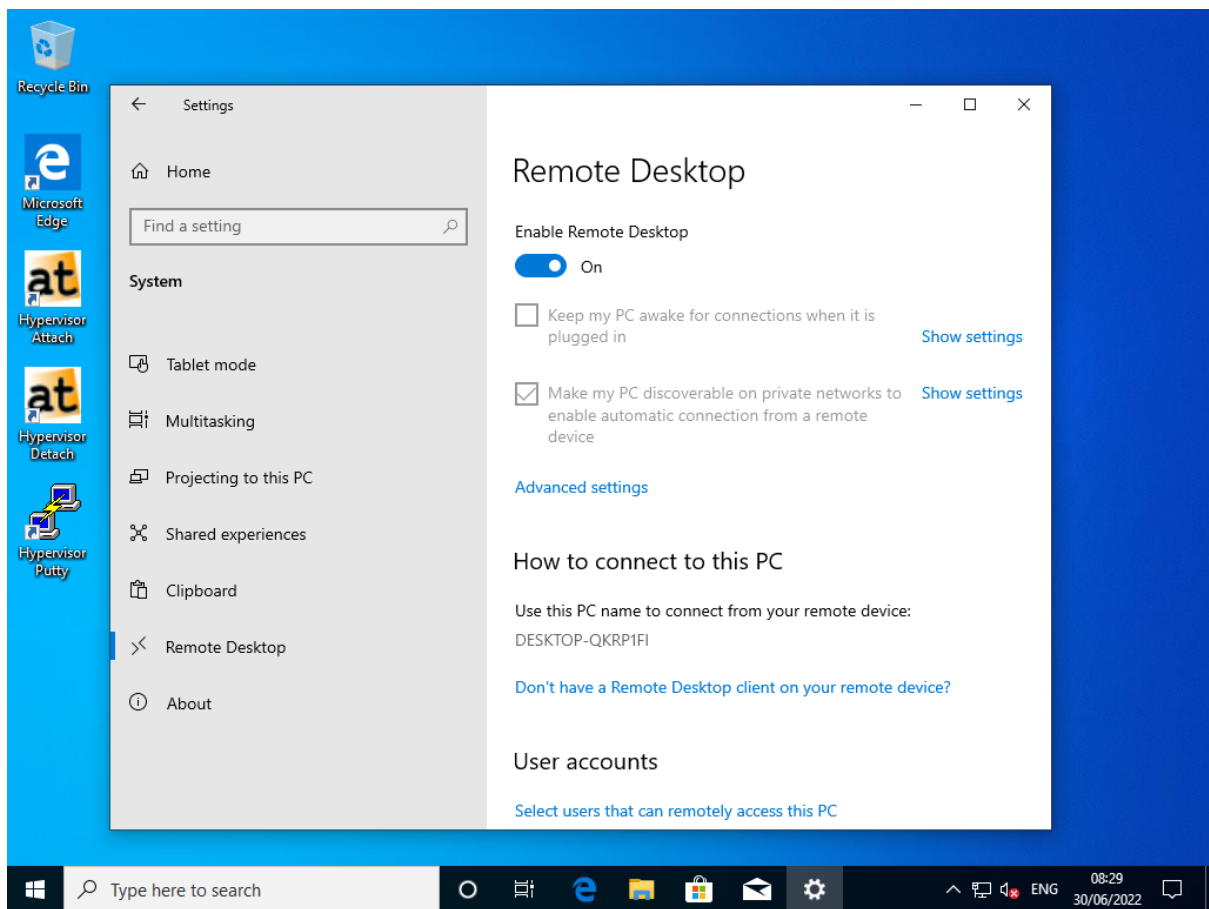 Recycle Bin
Microsoft
Edge
at
Hypervisor
Attach
at
Hypervisor
Detach
Hypervisor
Putty
Settings
Home
Find a setting
System
Tablet mode
Multitasking
Projecting to this PC
Shared experiences
Clipboard
Remote Desktop
About
Remote Desktop
Enable Remote Desktop
On
Keep my PC awake for connections when it is
plugged in
Show settings
Make my PC discoverable on private networks to
enable automatic connection from a remote
device
Show settings
Advanced settings
How to connect to this PC
Use this PC name to connect from your remote device:
DESKTOP-QKRP1FI
Don't have a Remote Desktop client on your remote device?
User accounts
Select users that can remotely access this PC
Type here to search
ENG
08:29
30/06/2022